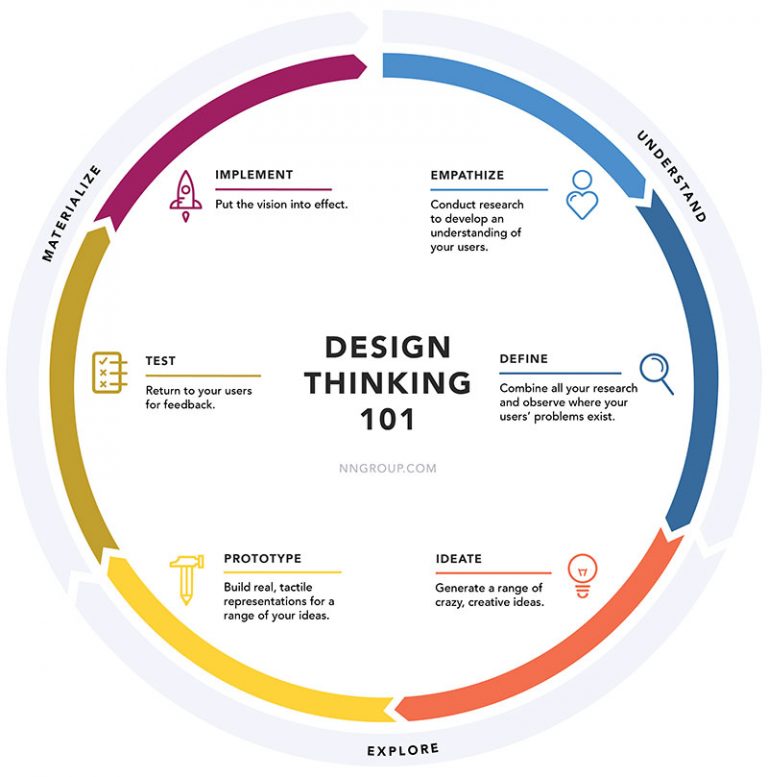 DESIGN
THINKING
101
NNGROUP.COM
UNDERSTAND
EMPATHIZE
Conduct research
to develop an
understanding of
your users.
DEFINE
Combine all your research
and observe where your
users' problems exist.
EXPLORE
IDEATE
Generate a range of
crazy, creative ideas.
PROTOTYPE
Build real, tactile
representations for a
range of your ideas.
MATERIALIZE
TEST
Return to your users
for feedback.
IMPLEMENT
Put the vision into effect.